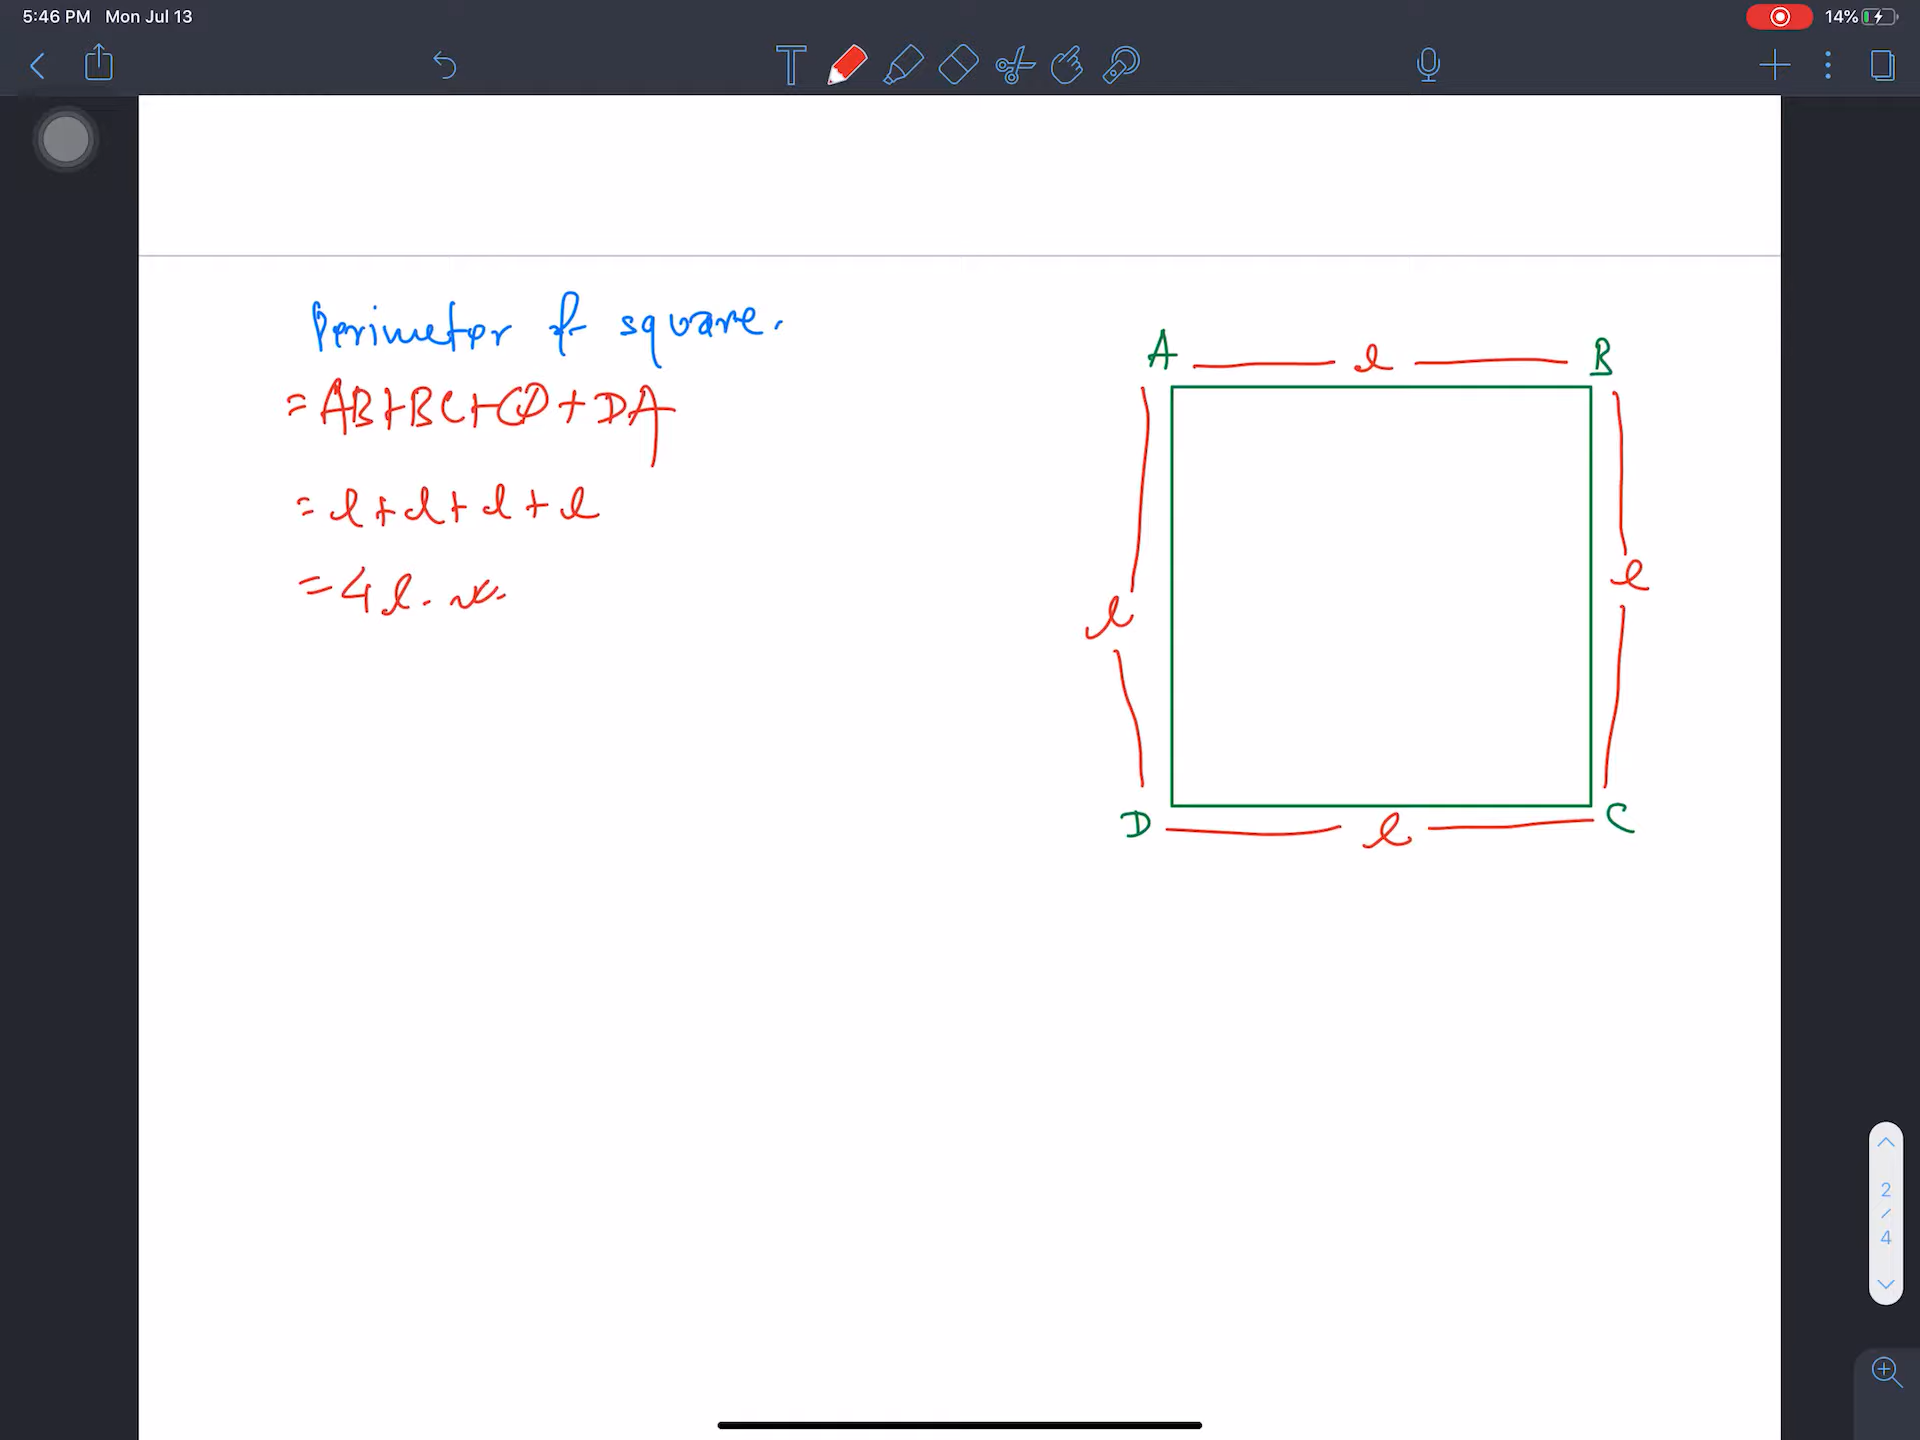 5:46 PM Mon Jul 13
14%
T
Perimeter of square.
= AB+BC+CD+DA
= l+l+l+l
= 4l.
A l B
l
l
D l C
2
/
4